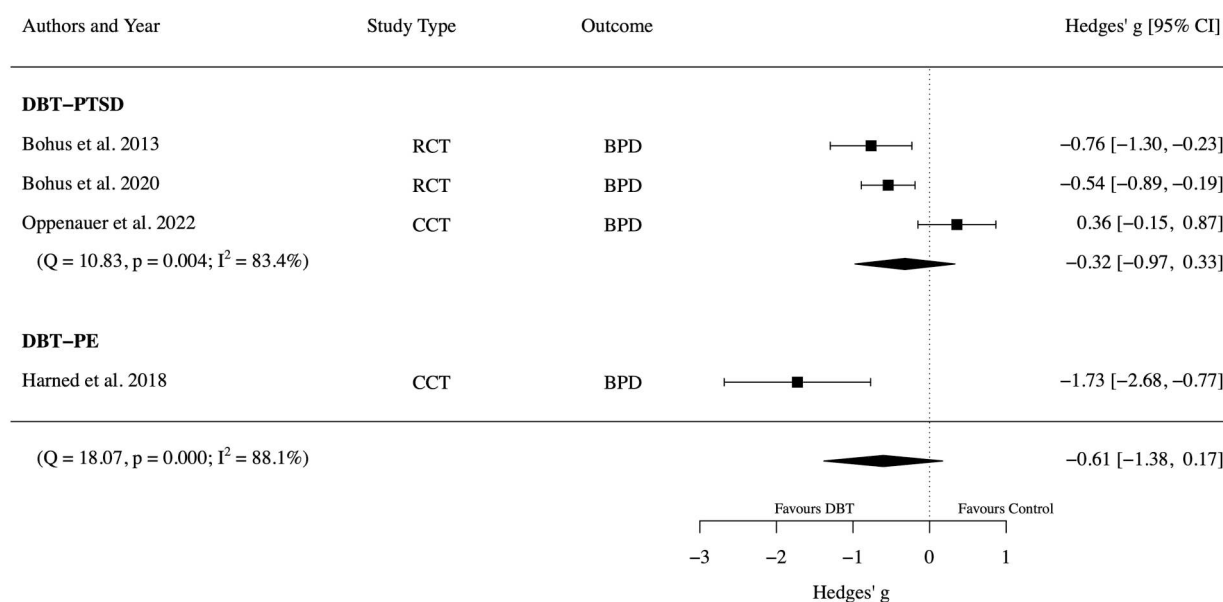 Authors and Year Study Type Outcome Hedges' g [95% CI]
DBT−PTSD
Bohus et al. 2013 RCT BPD −0.76 [−1.30, −0.23]
Bohus et al. 2020 RCT BPD −0.54 [−0.89, −0.19]
Oppenauer et al. 2022 CCT BPD 0.36 [−0.15, 0.87]
(Q = 10.83, p = 0.004; I² = 83.4%) −0.32 [−0.97, 0.33]
DBT−PE
Harned et al. 2018 CCT BPD −1.73 [−2.68, −0.77]
(Q = 18.07, p = 0.000; I² = 88.1%) −0.61 [−1.38, 0.17]
Favours DBT Favours Control
−3 −2 −1 0 1
Hedges' g